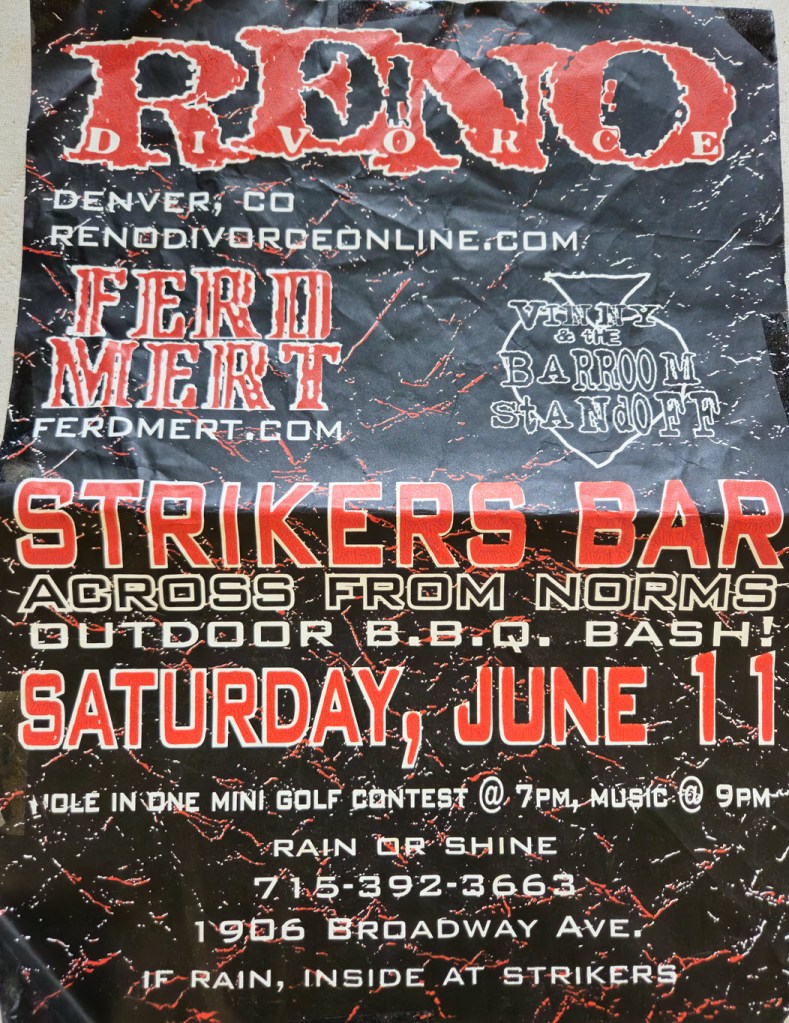 RENO
DIVORCE
DENVER, CO
RENODIVORCEONLINE.COM
FERD
MERT
FERDMERT.COM
VINNY
& thE
BARROOM
stANdOFF
STRIKERS BAR
ACROSS FROM NORMS
OUTDOOR B.B.Q. BASH!
SATURDAY, JUNE 11
HOLE IN ONE MINI GOLF CONTEST @ 7PM, MUSIC @ 9PM
RAIN OR SHINE
715-392-3663
1906 BROADWAY AVE.
IF RAIN, INSIDE AT STRIKERS